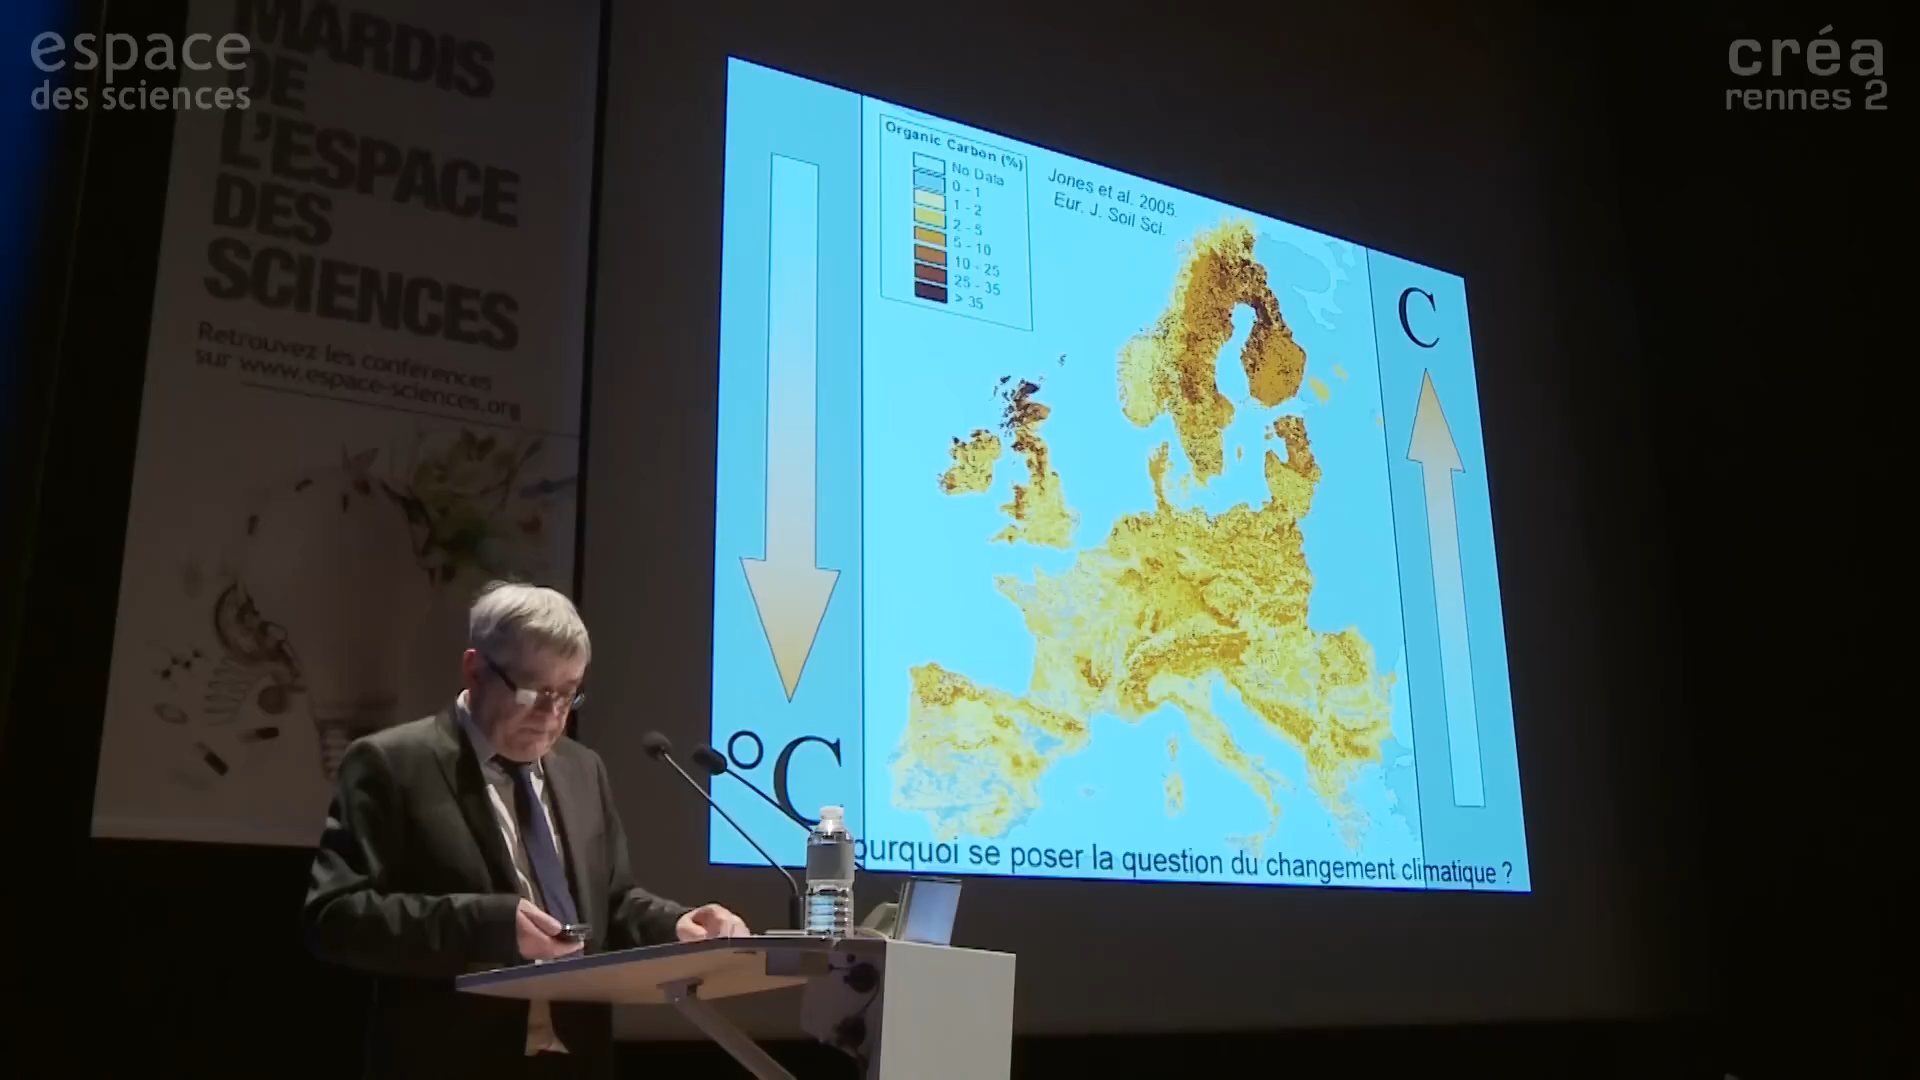 espace
des sciences
créa
rennes 2
MARDIS
DE
L'ESPACE
DES
SCIENCES
Retrouvez les conférences
sur www.espace-sciences.org
Organic Carbon (%)
No Data
0 - 1
1 - 2
2 - 5
5 - 10
10 - 25
25 - 35
> 35
Jones et al. 2005.
Eur. J. Soil Sci.
C
°C
ourquoi se poser la question du changement climatique ?